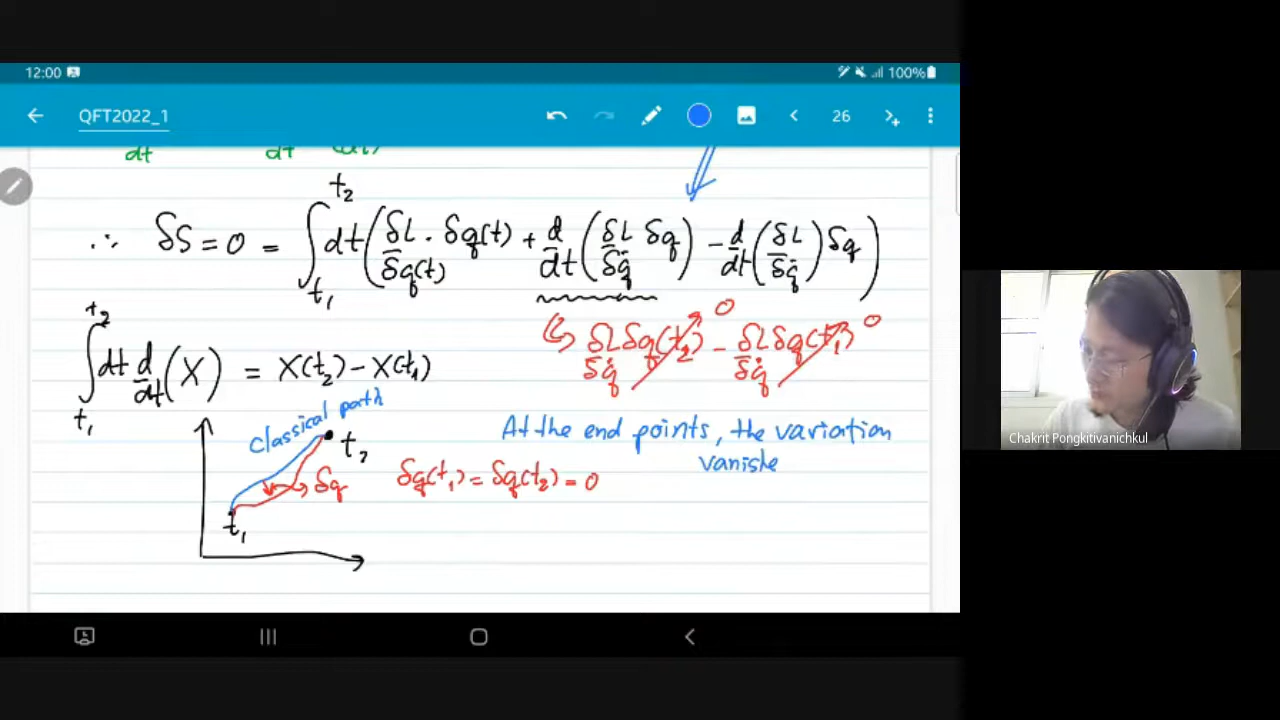 12:00 100%
QFT2022_1 26
dt dt
∴ δS = 0 = ∫_{t₁}^{t₂} dt ( δL/δq(t) · δq(t) + d/dt ( δL/δq̇ δq ) − d/dt ( δL/δq̇ ) δq )
∫_{t₁}^{t₂} dt d/dt (X) = X(t₂) − X(t₁)
δL/δq̇ δq(t₂) 0 − δL/δq̇ δq(t₁) 0
classical path
t₂
At the end points, the variation
vanishe
δq
δq(t₁) = δq(t₂) = 0
t₁
Chakrit Pongkitivanichkul